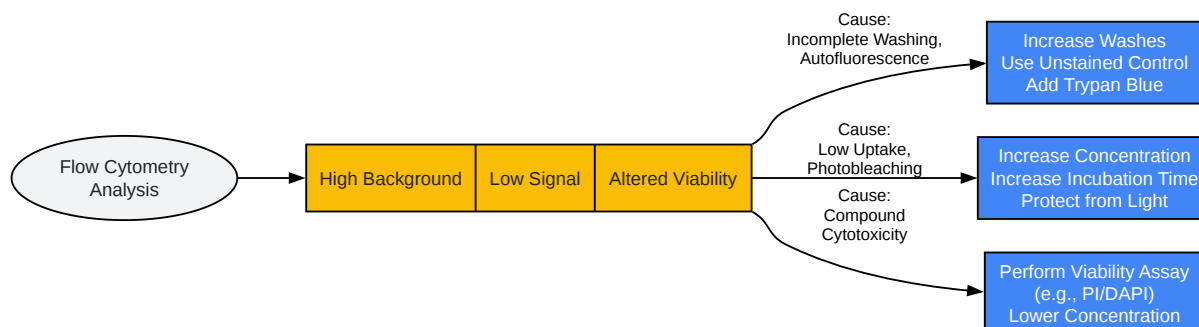 Flow Cytometry
Analysis
High Background
Low Signal
Altered Viability
Cause:
Incomplete Washing,
Autofluorescence
Cause:
Low Uptake,
Photobleaching
Cause:
Compound
Cytotoxicity
Increase Washes
Use Unstained Control
Add Trypan Blue
Increase Concentration
Increase Incubation Time
Protect from Light
Perform Viability Assay
(e.g., PI/DAPI)
Lower Concentration